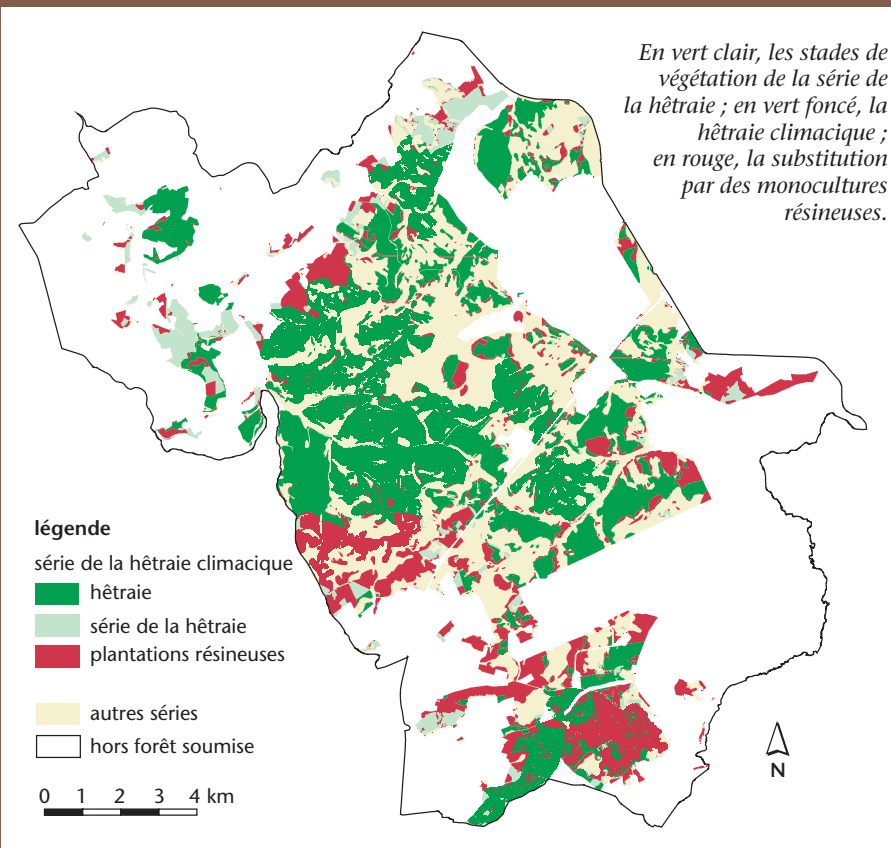 En vert clair, les stades de
végétation de la série de
la hêtraie ; en vert foncé, la
hêtraie climacique ;
en rouge, la substitution
par des monocultures
résineuses.
légende
série de la hêtraie climacique
hêtraie
série de la hêtraie
plantations résineuses
autres séries
hors forêt soumise
0 1 2 3 4 km
N